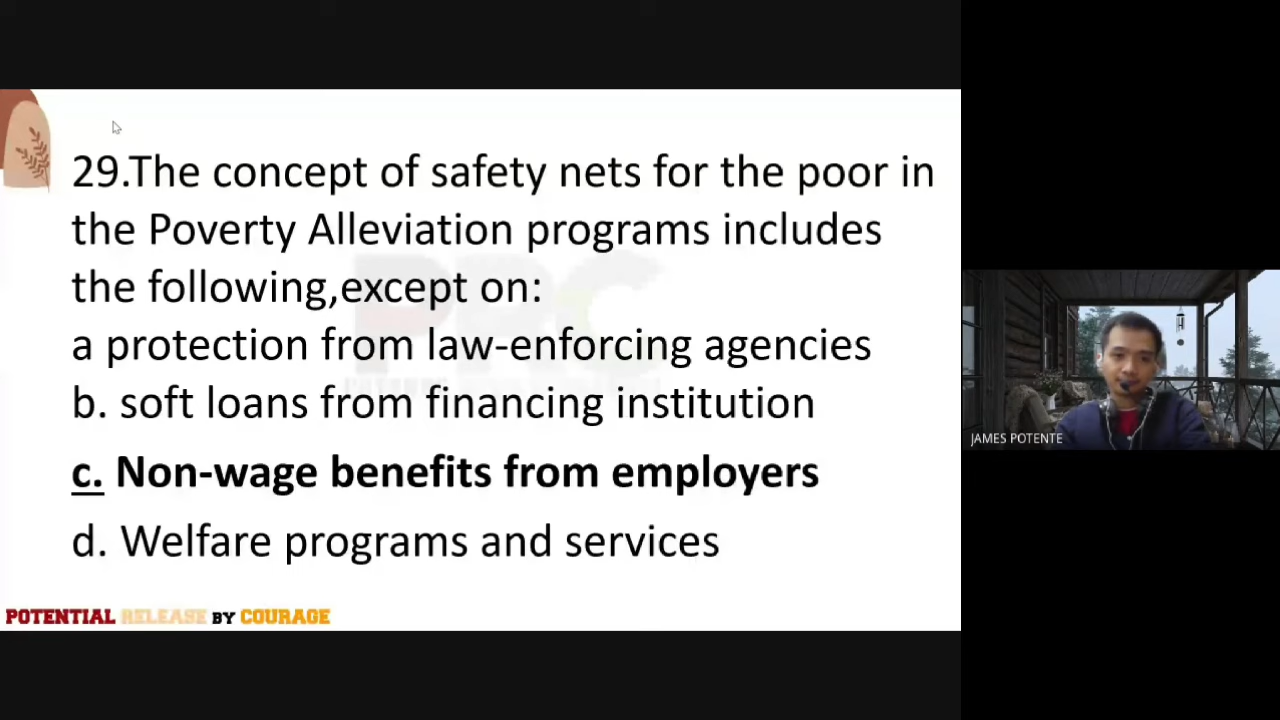 29.The concept of safety nets for the poor in
the Poverty Alleviation programs includes
the following,except on:
a protection from law-enforcing agencies
b. soft loans from financing institution
c. Non-wage benefits from employers
d. Welfare programs and services
POTENTIAL RELEASE BY COURAGE
JAMES POTENTE